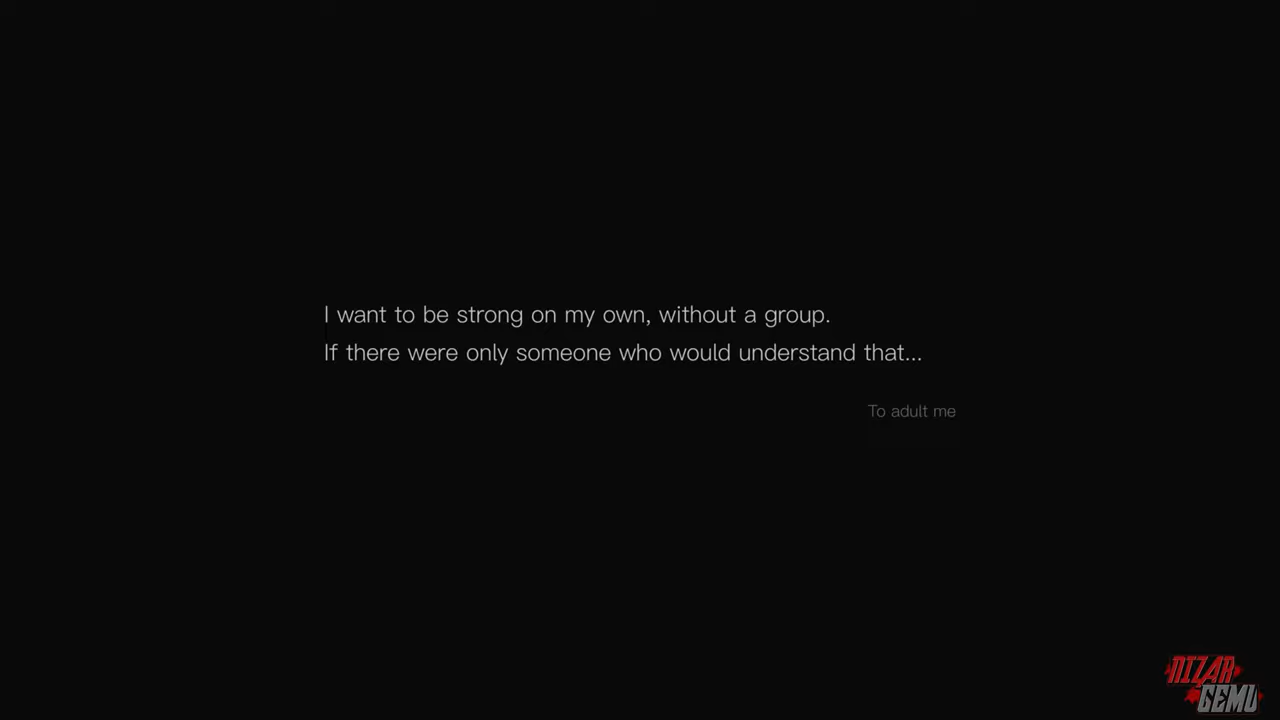 I want to be strong on my own, without a group.
If there were only someone who would understand that...
To adult me
NIZAR
GEMU